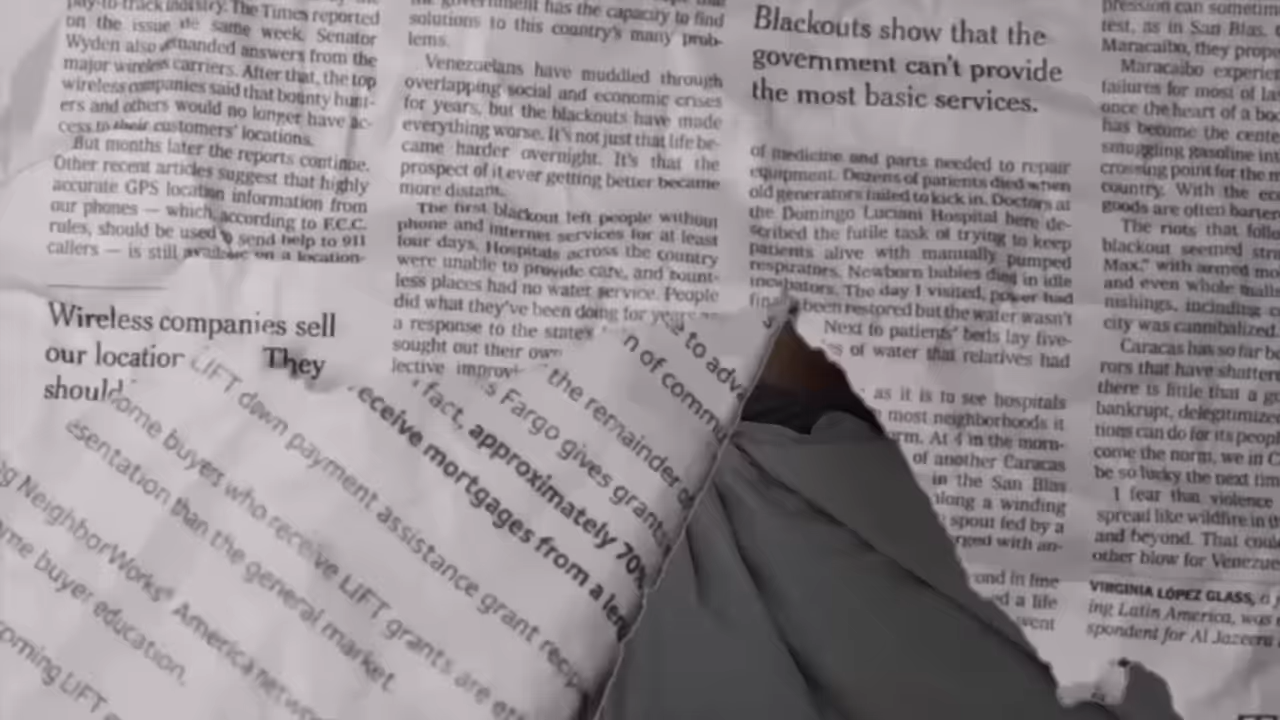 pay-to-track industry. The Times reported
on the issue the same week. Senator
Wyden also demanded answers from the
major wireless carriers. After that, the top
wireless companies said that bounty hunt-
ers and others would no longer have ac-
cess to their customers' locations.
But months later the reports continue.
Other recent articles suggest that highly
accurate GPS location information from
our phones — which, according to F.C.C.
rules, should be used send help to 911
callers — is still available on a location-
Wireless companies sell
our location They
should
government has the capacity to find
solutions to this country's many prob-
lems.
Venezuelans have muddled through
overlapping social and economic crises
for years, but the blackouts have made
everything worse. It's not just that life be-
came harder overnight. It's that the
prospect of it ever getting better became
more distant.
The first blackout left people without
phone and internet services for at least
four days. Hospitals across the country
were unable to provide care, and count-
less places had no water service. People
did what they've been doing for years
a response to the state's
sought out their own
lective improv
Blackouts show that the
government can't provide
the most basic services.
of medicine and parts needed to repair
equipment. Dozens of patients died when
old generators failed to kick in. Doctors at
the Domingo Luciani Hospital here de-
scribed the futile task of trying to keep
patients alive with manually pumped
respirators. Newborn babies died in idle
incubators. The day I visited, power had
been restored but the water wasn't
Next to patients' beds lay five-
of water that relatives had
as it is to see hospitals
most neighborhoods it
At 4 in the morn-
of another Caracas
in the San Blas
along a winding
spout fed by a
with an-
and in line
a life
went
pression can sometim
test, as in San Blas.
Maracaibo, they prope
Maracaibo experie
failures for most of la
once the heart of a bo
has become the cente
smuggling gasoline int
crossing point for the m
country. With the ec
goods are often barter
The riots that follo
blackout seemed stra
Max," with armed mo
and even whole malls
nishings, including
city was cannibalized
Caracas has so far be
rors that have shattere
there is little that a g
bankrupt, delegitimize
tions can do for its peop
come the norm, we in C
be so lucky the next tim
I fear that violence
spread like wildfire in th
and beyond. That coul
other blow for Venezue
VIRGINIA LÓPEZ GLASS, a j
ing Latin America, was
spondent for Al Jazeera
to adva
n of commu
the remainder o
s Fargo gives grants
fact, approximately 70%
eceive mortgages from a len
LIFT down payment assistance grant recip
ome buyers who receive LIFT grants are
esentation than the general market.
ng NeighborWorks® America netwo
me buyer education.
oming LIFT